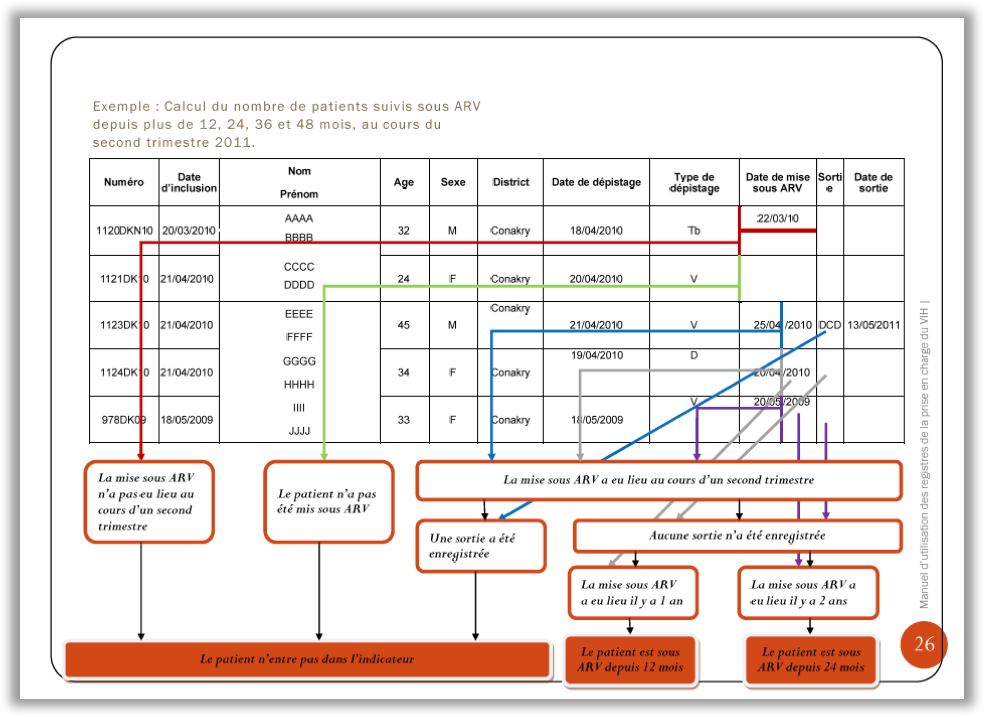 Exemple : Calcul du nombre de patients suivis sous ARV
depuis plus de 12, 24, 36 et 48 mois, au cours du
second trimestre 2011.
Numéro
Date
d'inclusion
Nom
Prénom
Age
Sexe
District
Date de dépistage
Type de
dépistage
Date de mise
sous ARV
Sorti
e
Date de
sortie
1120DKN10
20/03/2010
AAAA
BBBB
32
M
Conakry
18/04/2010
Tb
22/03/10
1121DK10
21/04/2010
CCCC
DDDD
24
F
Conakry
20/04/2010
V
1123DK10
21/04/2010
EEEE
FFFF
45
M
Conakry
21/04/2010
V
25/04/2010
DCD
13/05/2011
1124DK10
21/04/2010
GGGG
HHHH
34
F
Conakry
19/04/2010
D
20/04/2010
978DK09
18/05/2009
IIII
JJJJ
33
F
Conakry
18/05/2009
V
20/05/2009
La mise sous ARV
n'a pas eu lieu au
cours d'un second
trimestre
Le patient n'a pas
été mis sous ARV
La mise sous ARV a eu lieu au cours d'un second trimestre
Une sortie a été
enregistrée
Aucune sortie n'a été enregistrée
La mise sous ARV
a eu lieu il y a 1 an
La mise sous ARV a
eu lieu il y a 2 ans
Le patient n'entre pas dans l'indicateur
Le patient est sous
ARV depuis 12 mois
Le patient est sous
ARV depuis 24 mois
Manuel d'utilisation des registres de la prise en charge du VIH |
26